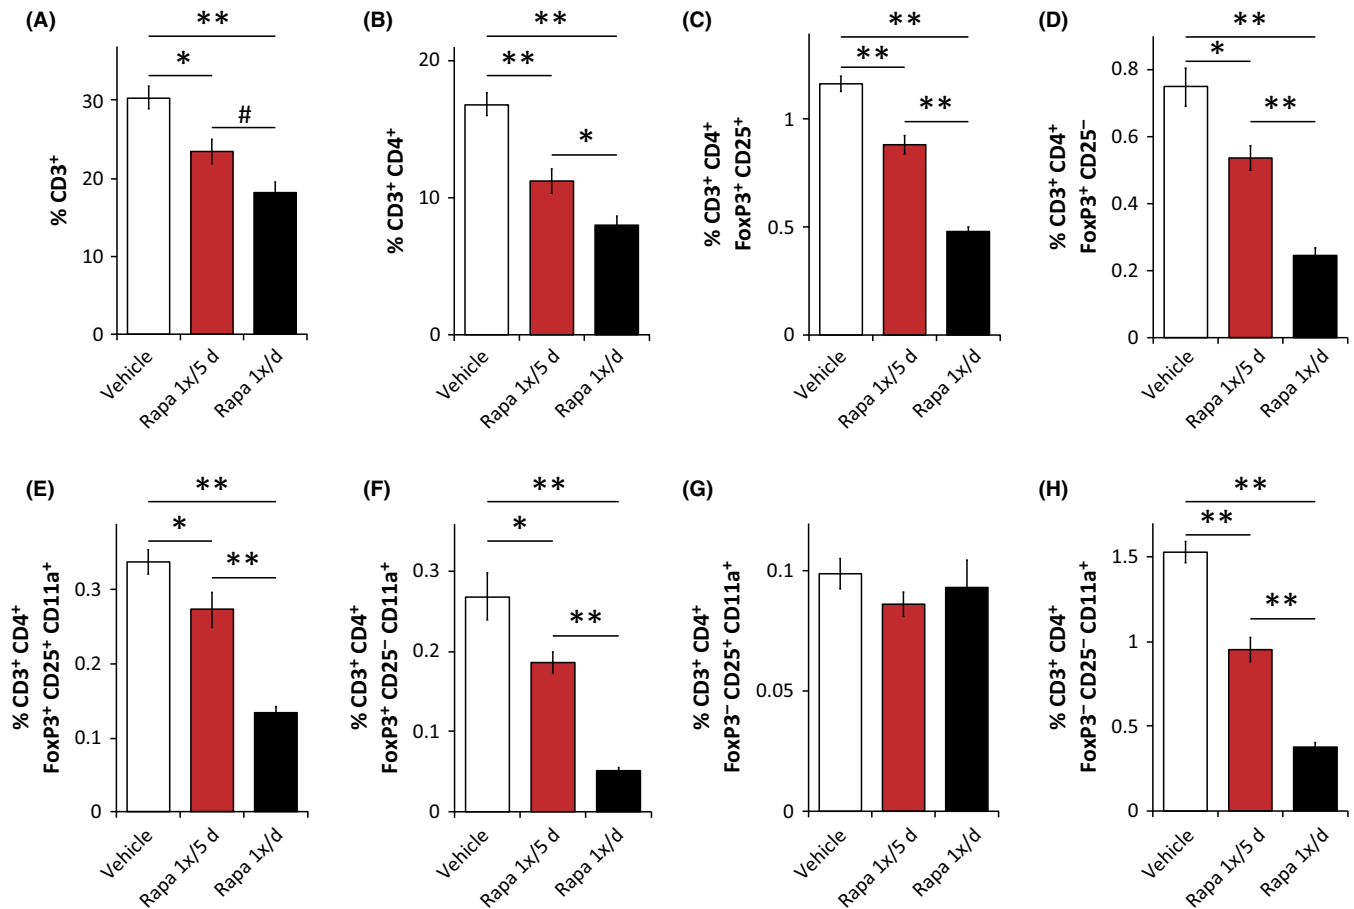 (A)
**
*
#
% CD3⁺
30
20
10
0
Vehicle
Rapa 1x/5 d
Rapa 1x/d
(B)
**
**
*
% CD3⁺ CD4⁺
20
10
0
Vehicle
Rapa 1x/5 d
Rapa 1x/d
(C)
**
**
**
% CD3⁺ CD4⁺
FoxP3⁺ CD25⁺
1
0.5
0
Vehicle
Rapa 1x/5 d
Rapa 1x/d
(D)
**
*
**
% CD3⁺ CD4⁺
FoxP3⁺ CD25⁻
0.8
0.6
0.4
0.2
0
Vehicle
Rapa 1x/5 d
Rapa 1x/d
(E)
**
*
**
% CD3⁺ CD4⁺
FoxP3⁺ CD25⁺ CD11a⁺
0.3
0.2
0.1
0
Vehicle
Rapa 1x/5 d
Rapa 1x/d
(F)
**
*
**
% CD3⁺ CD4⁺
FoxP3⁺ CD25⁻ CD11a⁺
0.3
0.2
0.1
0
Vehicle
Rapa 1x/5 d
Rapa 1x/d
(G)
% CD3⁺ CD4⁺
FoxP3⁻ CD25⁺ CD11a⁺
0.1
0.05
0
Vehicle
Rapa 1x/5 d
Rapa 1x/d
(H)
**
**
**
% CD3⁺ CD4⁺
FoxP3⁻ CD25⁻ CD11a⁺
1.5
1
0.5
0
Vehicle
Rapa 1x/5 d
Rapa 1x/d